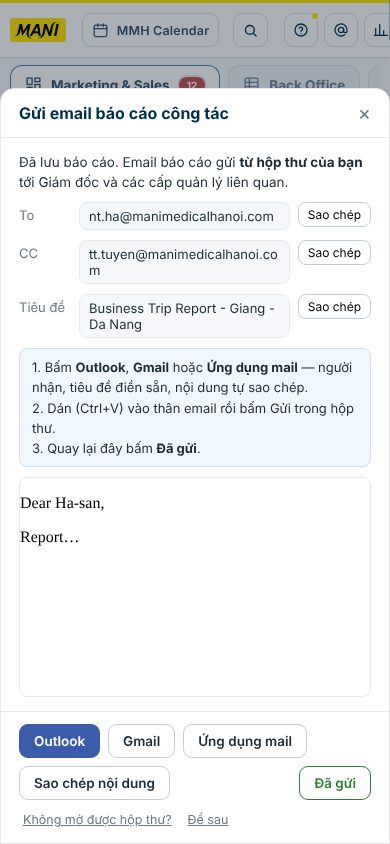 MANI
MMH Calendar
Marketing & Sales
12
Back Office
Gửi email báo cáo công tác
Đã lưu báo cáo. Email báo cáo gửi từ hộp thư của bạn
tới Giám đốc và các cấp quản lý liên quan.
To
nt.ha@manimedicalhanoi.com
Sao chép
CC
tt.tuyen@manimedicalhanoi.co
m
Sao chép
Tiêu đề
Business Trip Report - Giang -
Da Nang
Sao chép
1. Bấm Outlook, Gmail hoặc Ứng dụng mail — người
nhận, tiêu đề điền sẵn, nội dung tự sao chép.
2. Dán (Ctrl+V) vào thân email rồi bấm Gửi trong hộp
thư.
3. Quay lại đây bấm Đã gửi.
Dear Ha-san,
Report…
Outlook
Gmail
Ứng dụng mail
Sao chép nội dung
Đã gửi
Không mở được hộp thư?
Để sau